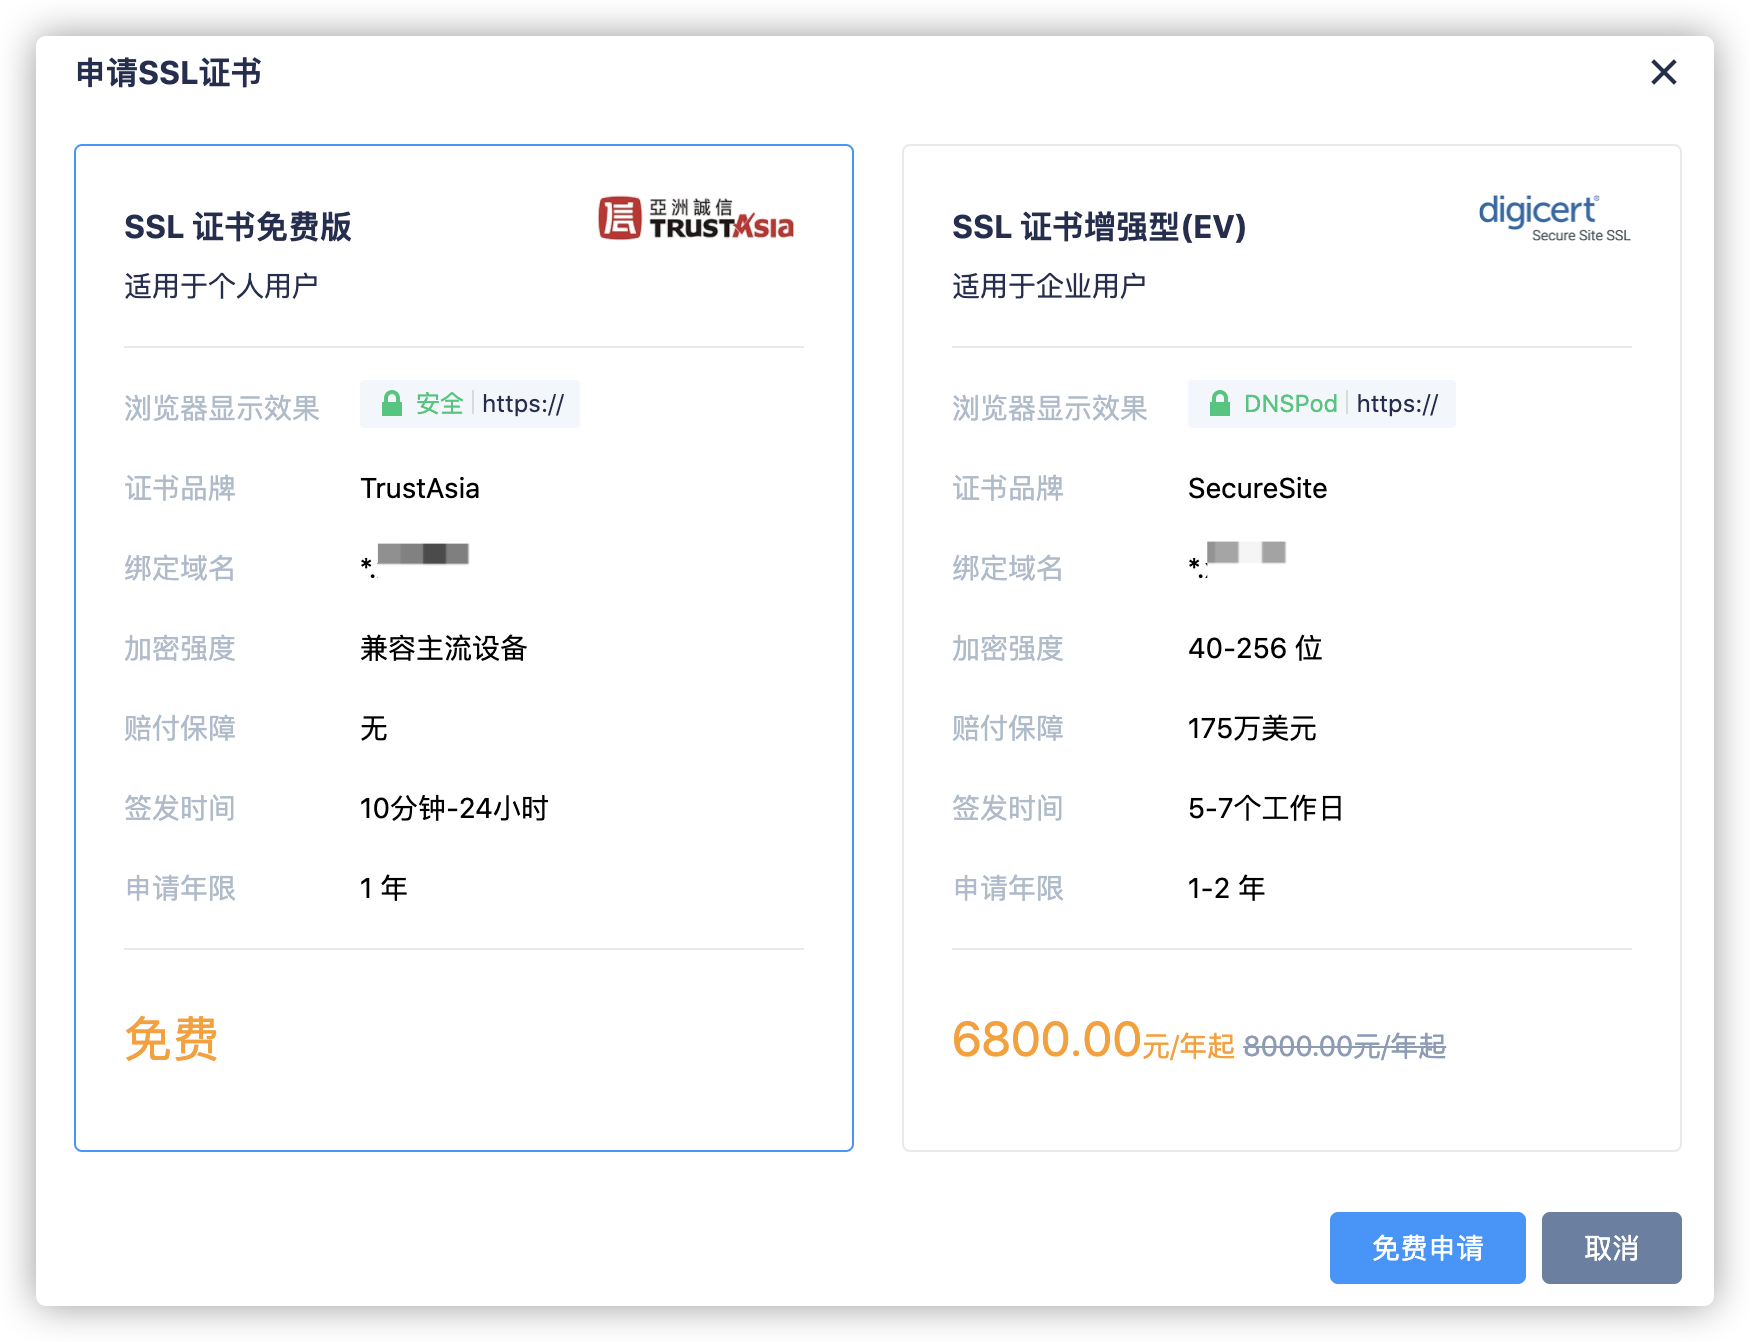 申请SSL证书
SSL 证书免费版
亞洲誠信
TRUSTAsia
适用于个人用户
浏览器显示效果 安全 https://
证书品牌 TrustAsia
绑定域名 *.
加密强度 兼容主流设备
赔付保障 无
签发时间 10分钟-24小时
申请年限 1 年
免费
SSL 证书增强型(EV)
digicert®
Secure Site SSL
适用于企业用户
浏览器显示效果 DNSPod https://
证书品牌 SecureSite
绑定域名 *.
加密强度 40-256 位
赔付保障 175万美元
签发时间 5-7个工作日
申请年限 1-2 年
6800.00元/年起 8000.00元/年起
免费申请 取消